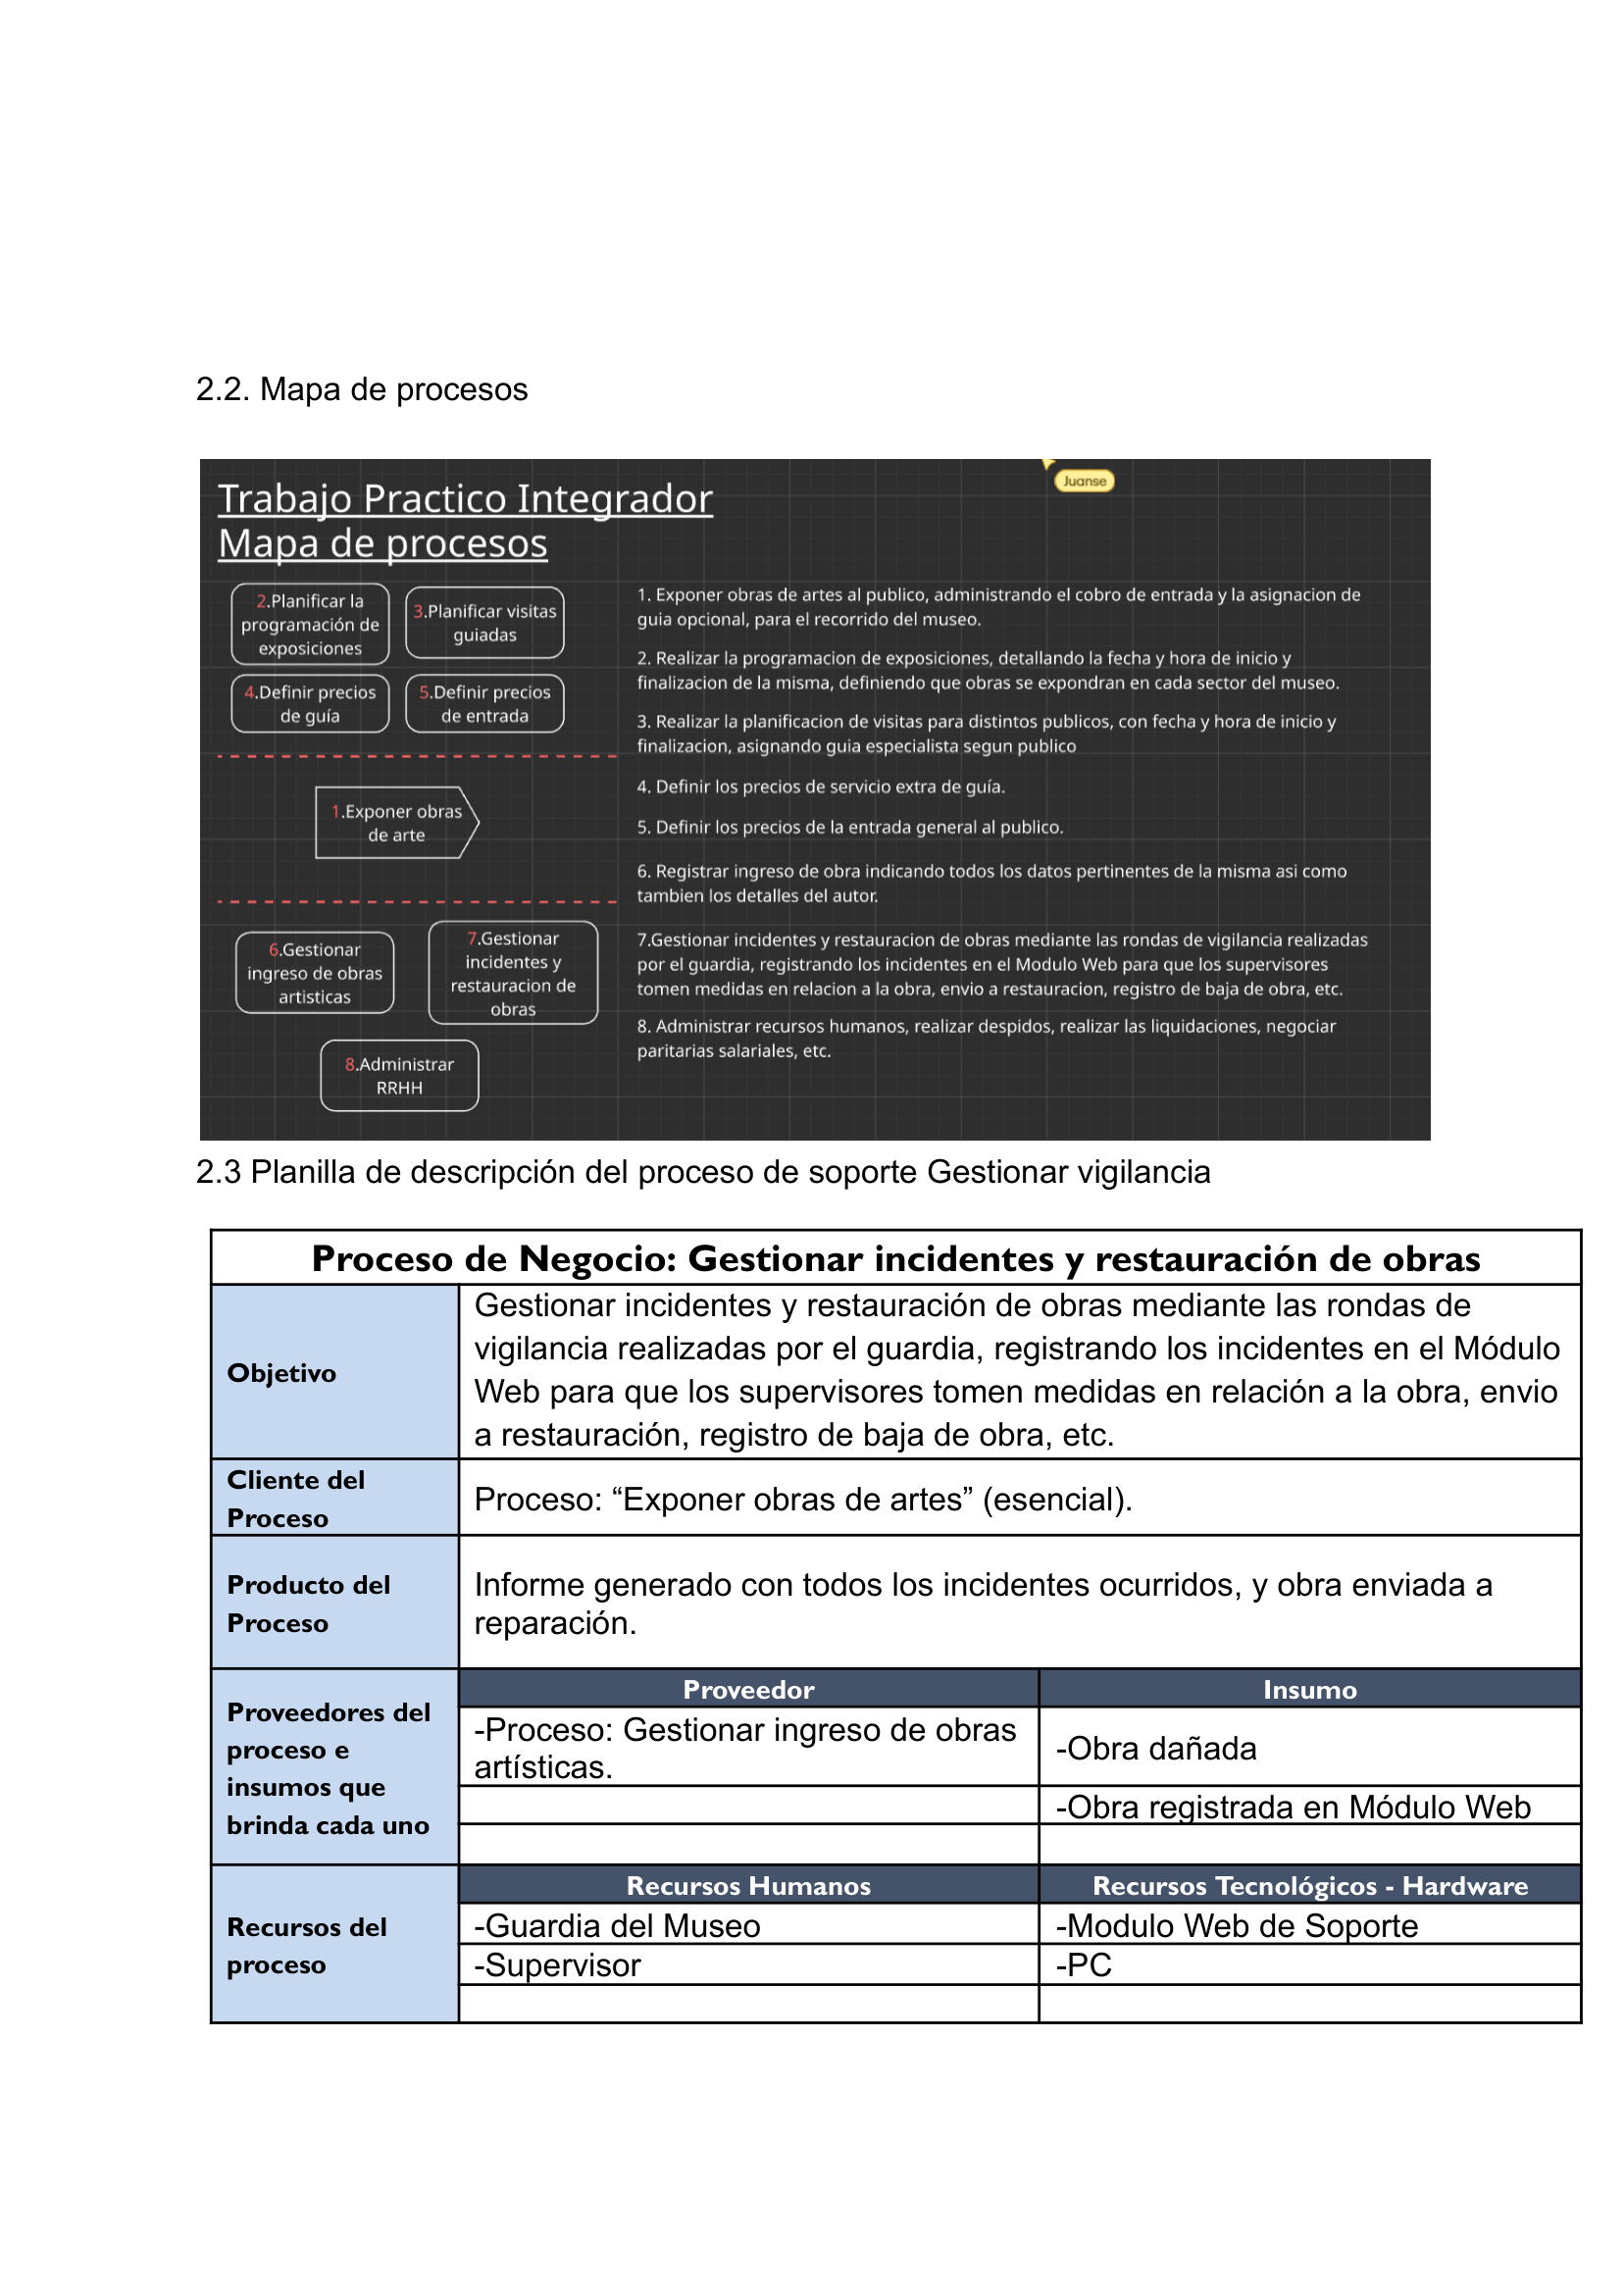 2.2. Mapa de procesos
Trabajo Practico Integrador
Mapa de procesos
Juanse
2.Planificar la
programación de
exposiciones
3.Planificar visitas
guiadas
4.Definir precios
de guía
5.Definir precios
de entrada
1.Exponer obras
de arte
6.Gestionar
ingreso de obras
artisticas
7.Gestionar
incidentes y
restauracion de
obras
8.Administrar
RRHH
1. Exponer obras de artes al publico, administrando el cobro de entrada y la asignacion de
guia opcional, para el recorrido del museo.
2. Realizar la programacion de exposiciones, detallando la fecha y hora de inicio y
finalizacion de la misma, definiendo que obras se expondran en cada sector del museo.
3. Realizar la planificacion de visitas para distintos publicos, con fecha y hora de inicio y
finalizacion, asignando guia especialista segun publico
4. Definir los precios de servicio extra de guía.
5. Definir los precios de la entrada general al publico.
6. Registrar ingreso de obra indicando todos los datos pertinentes de la misma asi como
tambien los detalles del autor.
7.Gestionar incidentes y restauracion de obras mediante las rondas de vigilancia realizadas
por el guardia, registrando los incidentes en el Modulo Web para que los supervisores
tomen medidas en relacion a la obra, envio a restauracion, registro de baja de obra, etc.
8. Administrar recursos humanos, realizar despidos, realizar las liquidaciones, negociar
paritarias salariales, etc.
2.3 Planilla de descripción del proceso de soporte Gestionar vigilancia
Proceso de Negocio: Gestionar incidentes y restauración de obras
Objetivo
Gestionar incidentes y restauración de obras mediante las rondas de
vigilancia realizadas por el guardia, registrando los incidentes en el Módulo
Web para que los supervisores tomen medidas en relación a la obra, envio
a restauración, registro de baja de obra, etc.
Cliente del
Proceso
Proceso: “Exponer obras de artes” (esencial).
Producto del
Proceso
Informe generado con todos los incidentes ocurridos, y obra enviada a
reparación.
Proveedores del
proceso e
insumos que
brinda cada uno
Proveedor
Insumo
-Proceso: Gestionar ingreso de obras
artísticas.
-Obra dañada
-Obra registrada en Módulo Web
Recursos del
proceso
Recursos Humanos
Recursos Tecnológicos - Hardware
-Guardia del Museo
-Modulo Web de Soporte
-Supervisor
-PC